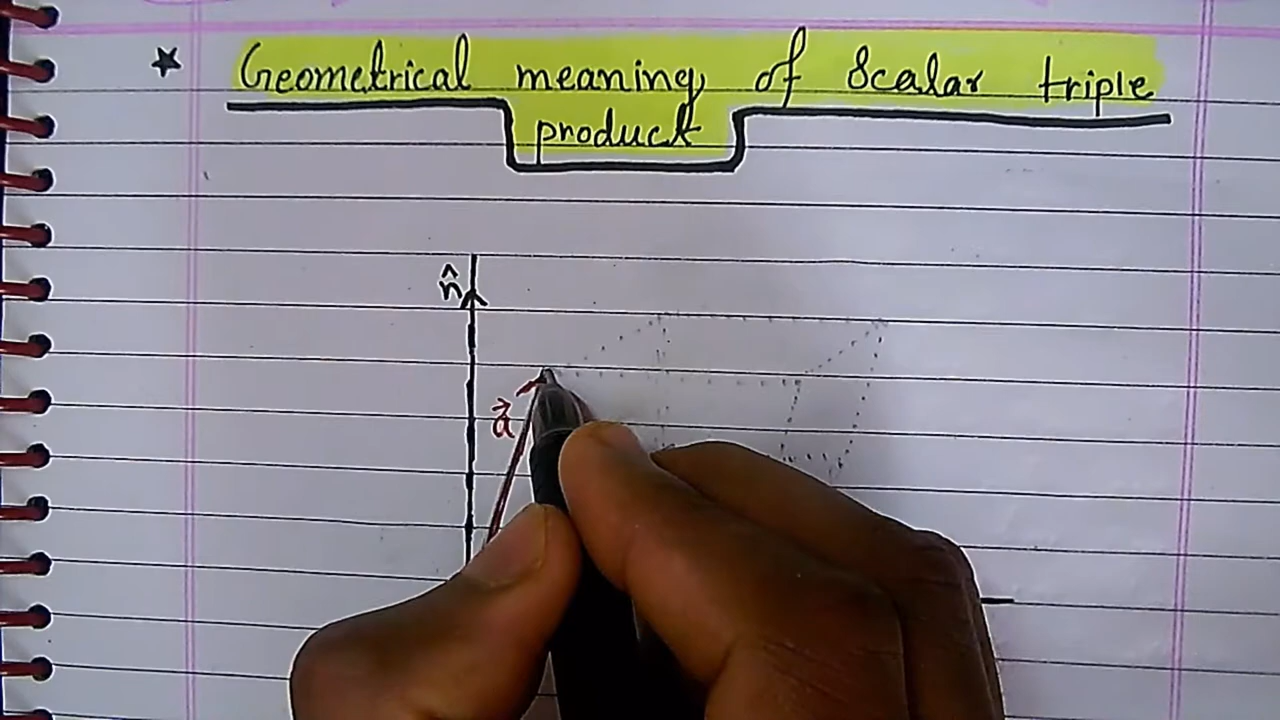 Geometrical meaning of Scalar triple
product
n̂
a⃗